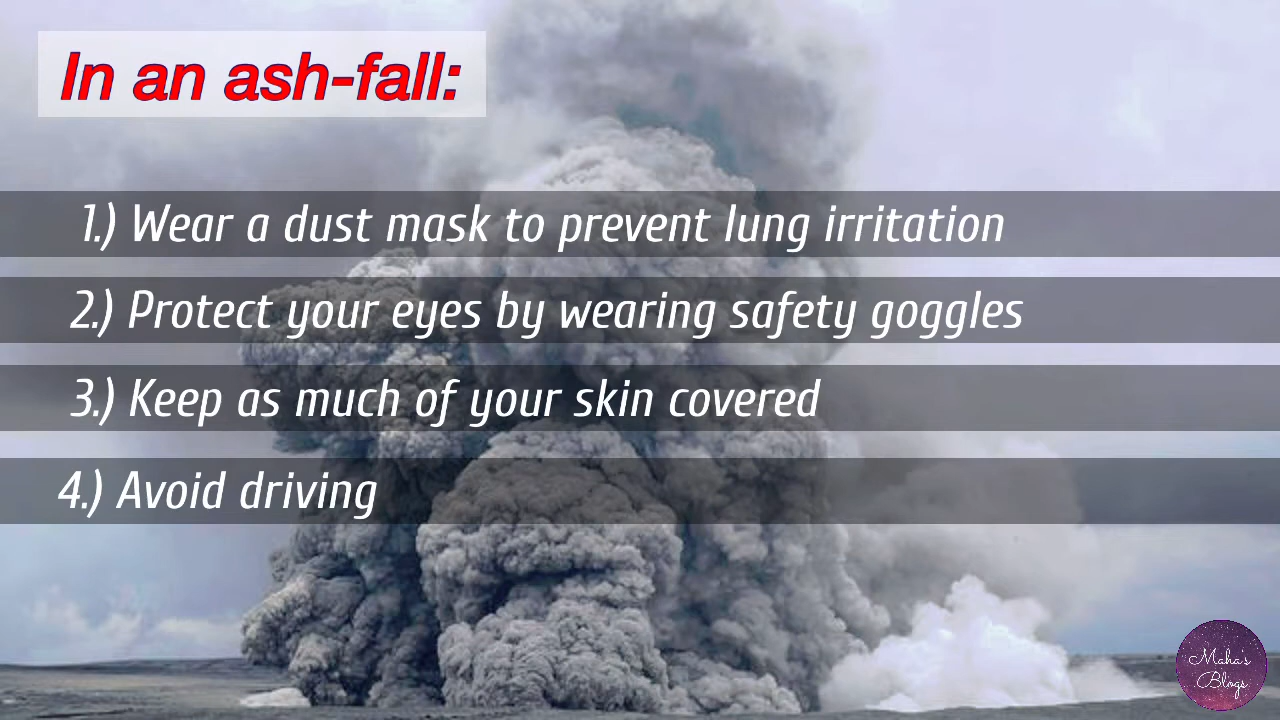 In an ash-fall:
1.) Wear a dust mask to prevent lung irritation
2.) Protect your eyes by wearing safety goggles
3.) Keep as much of your skin covered
4.) Avoid driving
Maha's
Blogs